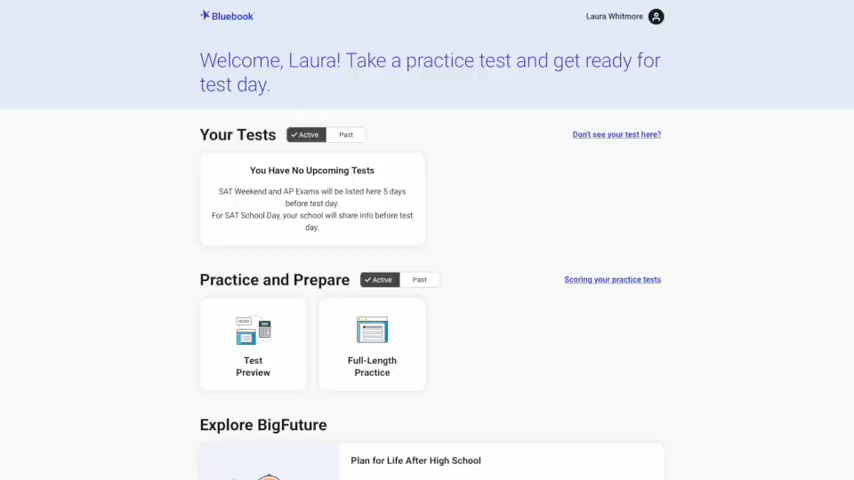 Bluebook
Laura Whitmore
Welcome, Laura! Take a practice test and get ready for
test day.
Your Tests
Active
Past
Don't see your test here?
You Have No Upcoming Tests
SAT Weekend and AP Exams will be listed here 5 days
before test day.
For SAT School Day, your school will share info before test
day.
Practice and Prepare
Active
Past
Scoring your practice tests
Test
Preview
Full-Length
Practice
Explore BigFuture
Plan for Life After High School